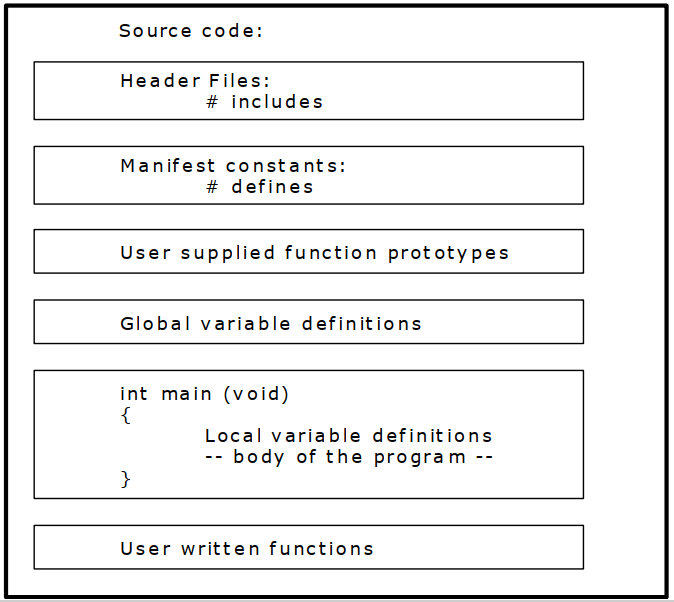 Source code:
Header Files:
# includes
Manifest constants:
# defines
User supplied function prototypes
Global variable definitions
int main (void)
{
Local variable definitions
-- body of the program --
}
User written functions